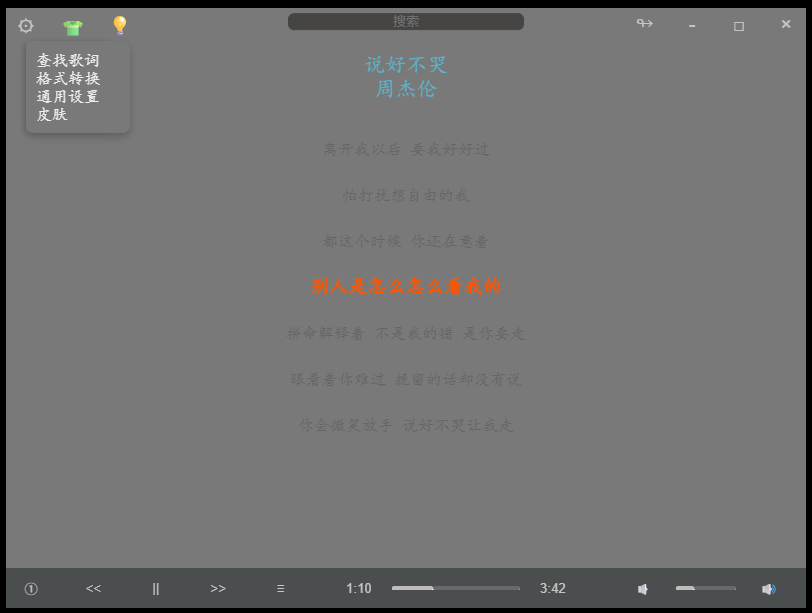 搜索
查找歌词
格式转换
通用设置
皮肤
说好不哭
周杰伦
离开我以后 要我好好过
怕打扰想自由的我
都这个时候 你还在意着
别人是怎么怎么看我的
拼命解释着 不是我的错 是你要走
眼看着你难过 挽留的话却没有说
你会微笑放手 说好不哭让我走
① << || >> ≡ 1:10 3:42